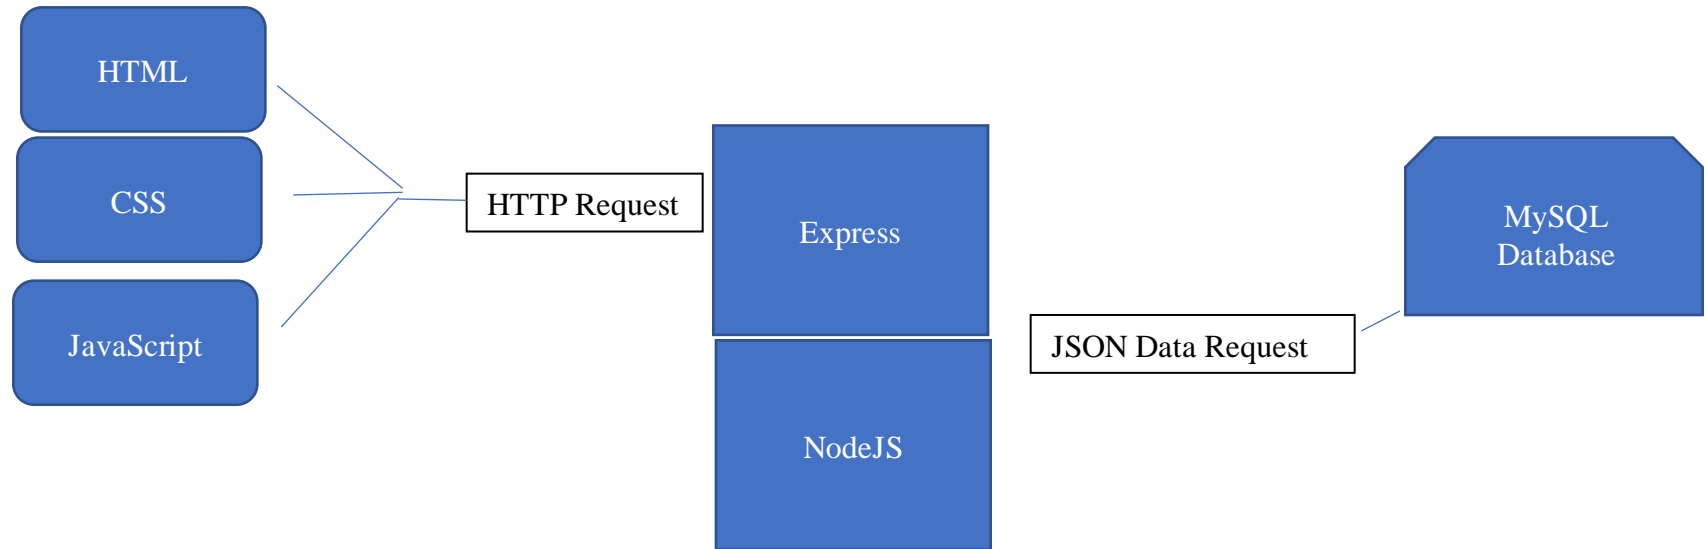 HTML
CSS
JavaScript
HTTP Request
Express
NodeJS
JSON Data Request
MySQL
Database